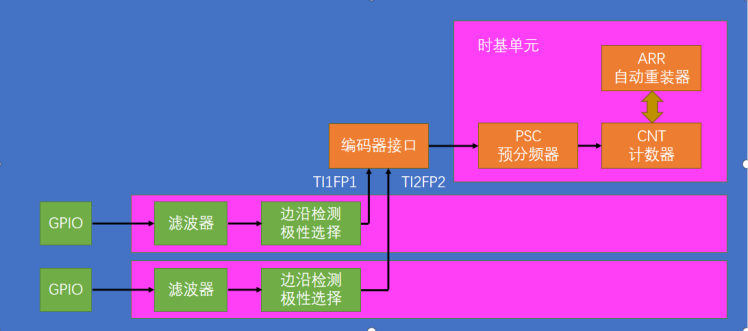 时基单元
ARR
自动重装器
编码器接口
PSC
预分频器
CNT
计数器
TI1FP1
TI2FP2
GPIO
滤波器
边沿检测
极性选择
GPIO
滤波器
边沿检测
极性选择